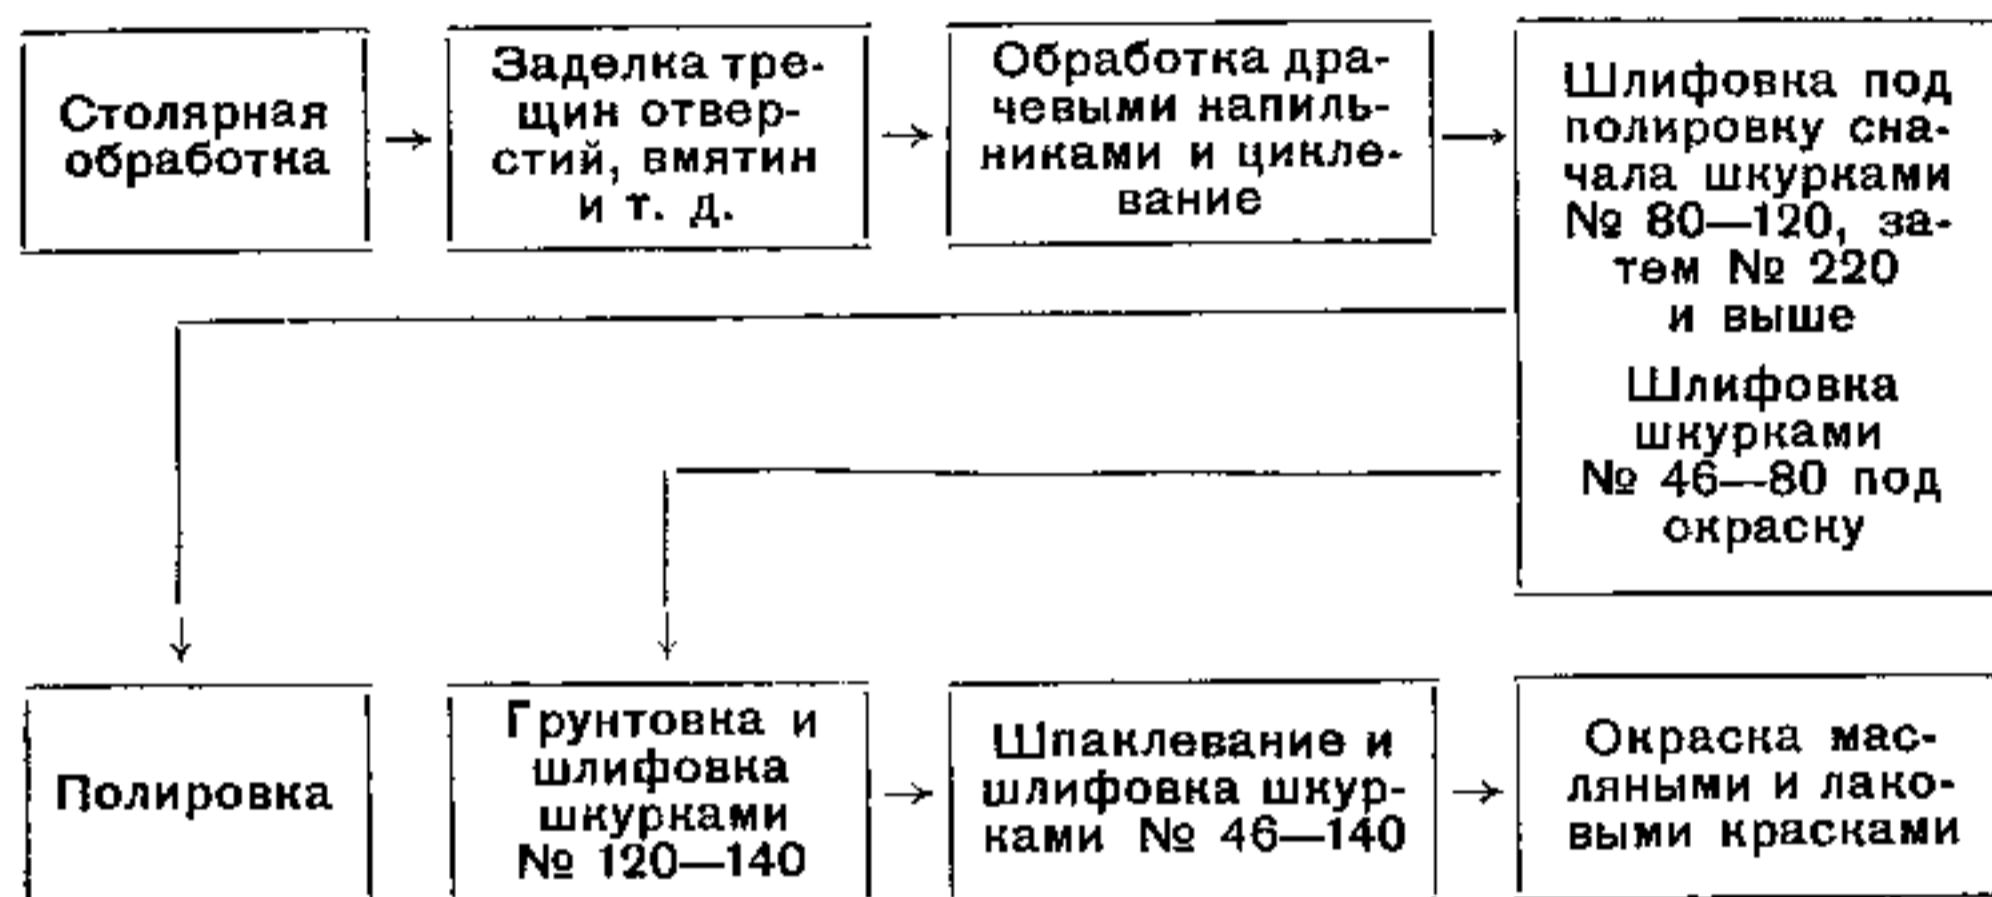 Столярная
обработка
Заделка тре-
щин отвер-
стий, вмятин
и т. д.
Обработка дра-
чевыми напиль-
никами и цикле-
вание
Шлифовка под
полировку сна-
чала шкурками
№ 80—120, за-
тем № 220
и выше
Шлифовка
шкурками
№ 46—80 под
окраску
Полировка
Грунтовка и
шлифовка
шкурками
№ 120—140
Шпаклевание и
шлифовка шкур-
ками № 46—140
Окраска мас-
ляными и лако-
выми красками